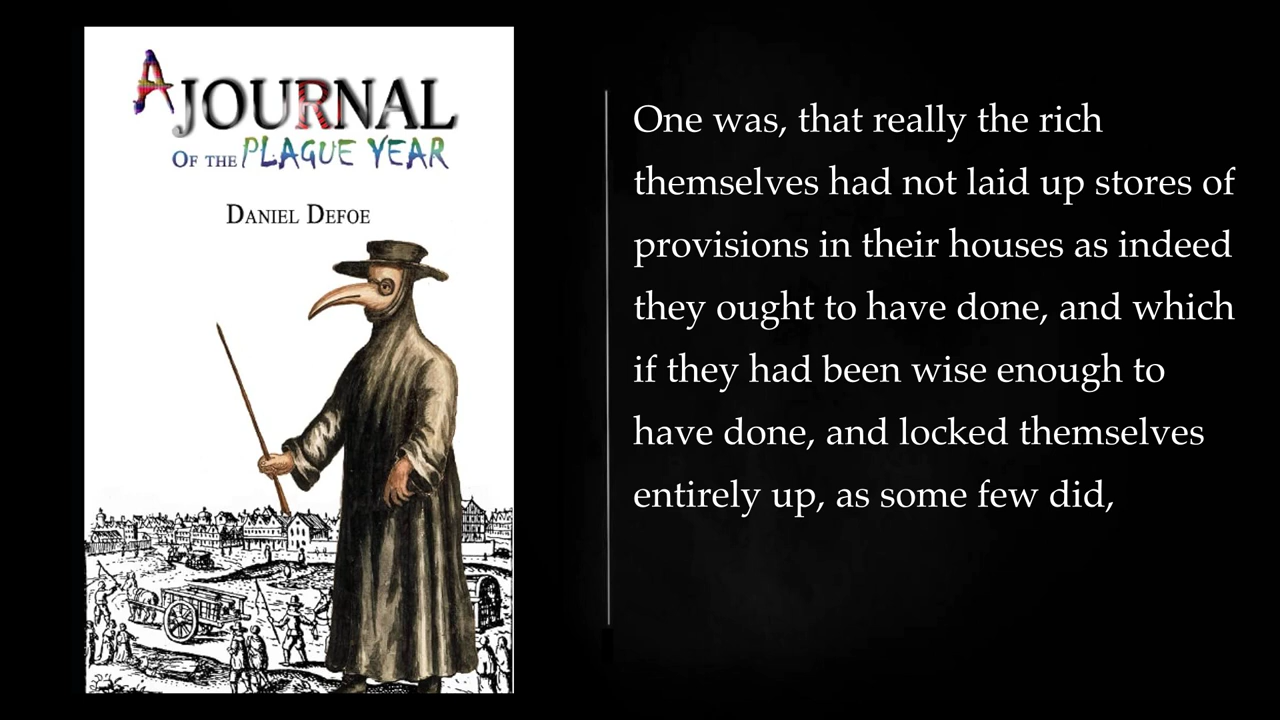 A JOURNAL
OF THE PLAGUE YEAR
DANIEL DEFOE
One was, that really the rich
themselves had not laid up stores of
provisions in their houses as indeed
they ought to have done, and which
if they had been wise enough to
have done, and locked themselves
entirely up, as some few did,